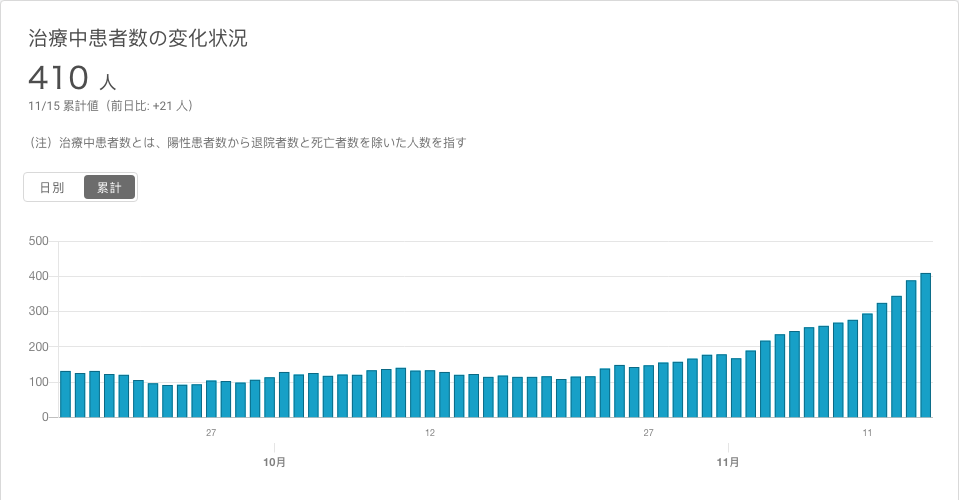 治療中患者数の変化状況
410 人
11/15 累計値（前日比: +21 人）
（注）治療中患者数とは、陽性患者数から退院者数と死亡者数を除いた人数を指す
日別 累計
500
400
300
200
100
0
27 12 27 11
10月 11月